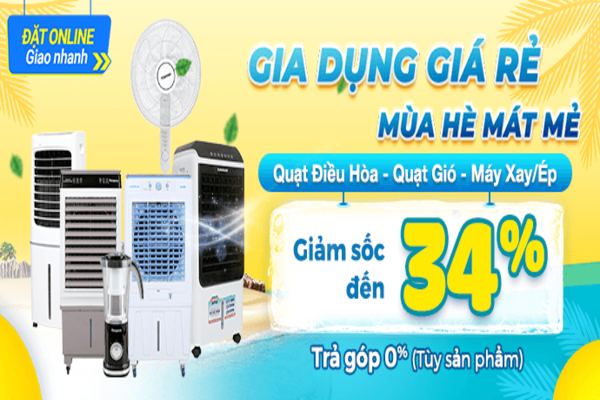 ĐẶT ONLINE
Giao nhanh
GIA DỤNG GIÁ RẺ
MÙA HÈ MÁT MẺ
Quạt Điều Hòa - Quạt Gió - Máy Xay/Ép
Giảm sốc
đến
34%
Trả góp 0% (Tùy sản phẩm)